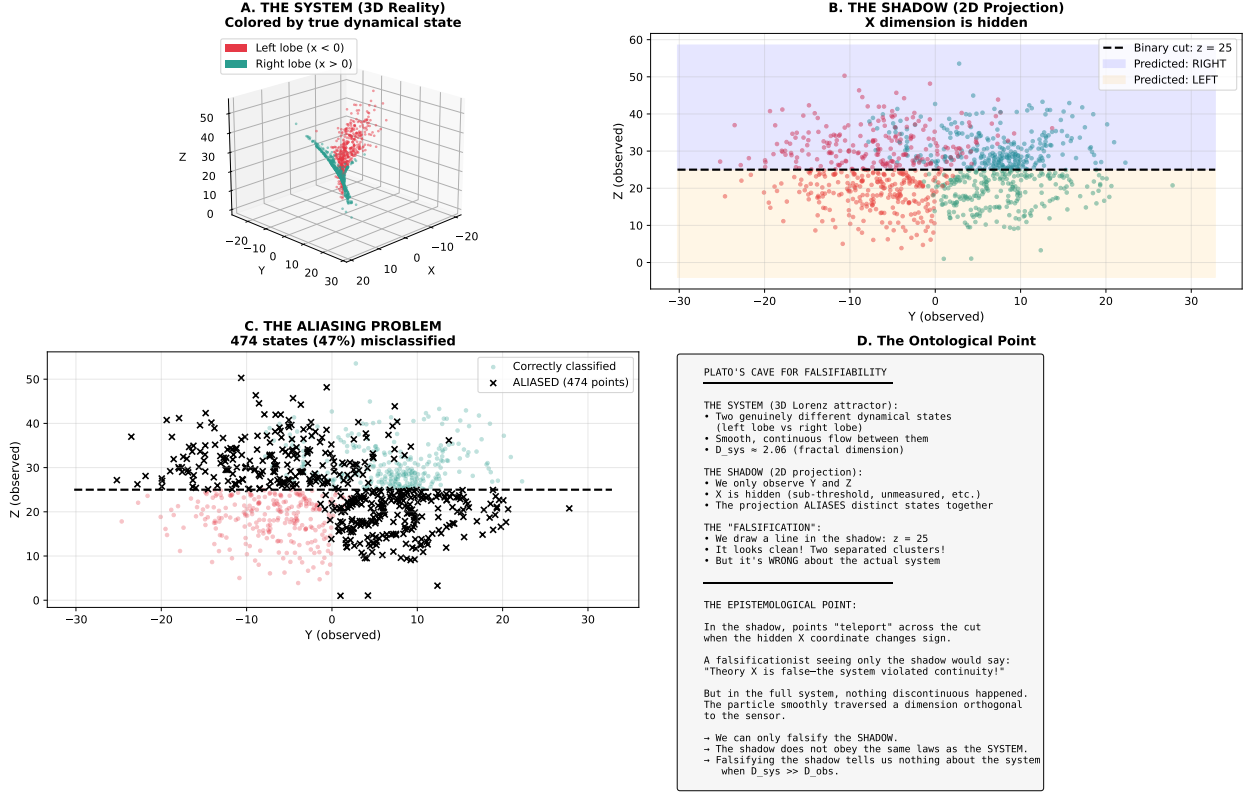 A. THE SYSTEM (3D Reality)
Colored by true dynamical state
Left lobe (x < 0)
Right lobe (x > 0)
Z
50
40
30
20
10
0
−20
−10
0
10
20
30
Y
20
10
0
−10
−20
X
B. THE SHADOW (2D Projection)
X dimension is hidden
Binary cut: z = 25
Predicted: RIGHT
Predicted: LEFT
Z (observed)
60
50
40
30
20
10
0
−30
−20
−10
0
10
20
30
Y (observed)
C. THE ALIASING PROBLEM
474 states (47%) misclassified
Correctly classified
ALIASED (474 points)
Z (observed)
50
40
30
20
10
0
−30
−20
−10
0
10
20
30
Y (observed)
D. The Ontological Point
PLATO'S CAVE FOR FALSIFIABILITY
THE SYSTEM (3D Lorenz attractor):
• Two genuinely different dynamical states
(left lobe vs right lobe)
• Smooth, continuous flow between them
• D_sys ≈ 2.06 (fractal dimension)
THE SHADOW (2D projection):
• We only observe Y and Z
• X is hidden (sub-threshold, unmeasured, etc.)
• The projection ALIASES distinct states together
THE "FALSIFICATION":
• We draw a line in the shadow: z = 25
• It looks clean! Two separated clusters!
• But it's WRONG about the actual system
THE EPISTEMOLOGICAL POINT:
In the shadow, points "teleport" across the cut
when the hidden X coordinate changes sign.
A falsificationist seeing only the shadow would say:
"Theory X is false—the system violated continuity!"
But in the full system, nothing discontinuous happened.
The particle smoothly traversed a dimension orthogonal
to the sensor.
→ We can only falsify the SHADOW.
→ The shadow does not obey the same laws as the SYSTEM.
→ Falsifying the shadow tells us nothing about the system
when D_sys >> D_obs.